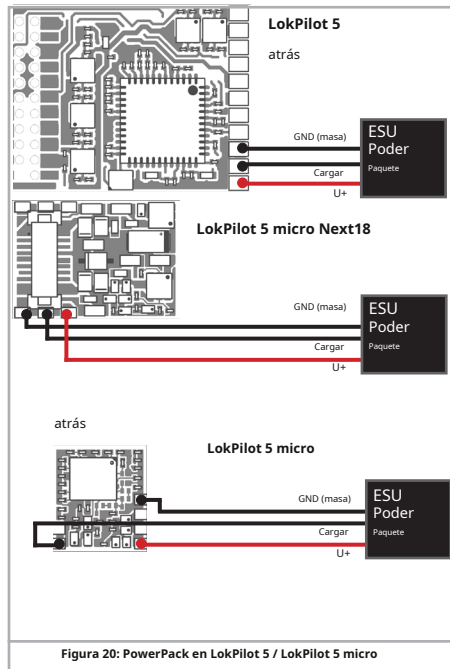 LokPilot 5
atrás
GND (masa)
Cargar
U+
ESU
Poder
Paquete
LokPilot 5 micro Next18
GND (masa)
Cargar
U+
ESU
Poder
Paquete
atrás
LokPilot 5 micro
GND (masa)
Cargar
U+
ESU
Poder
Paquete
Figura 20: PowerPack en LokPilot 5 / LokPilot 5 micro